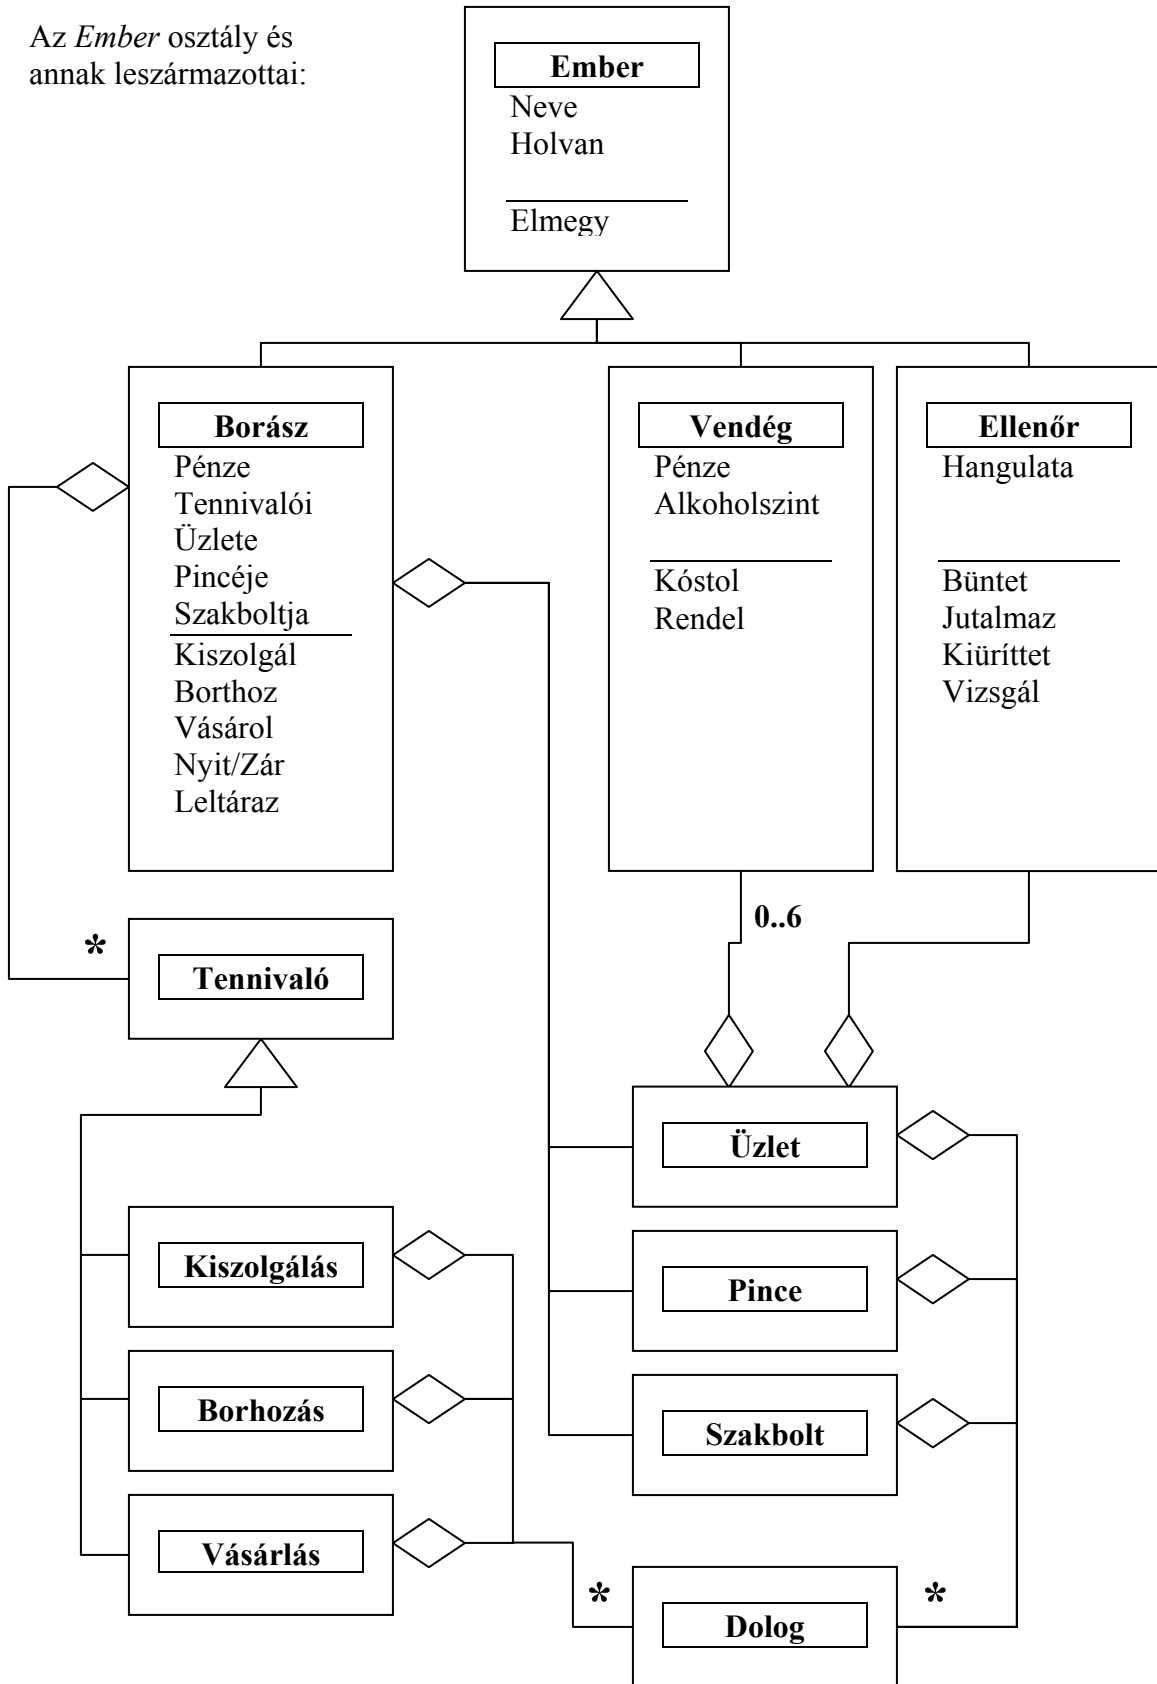 Az Ember osztály és
annak leszármazottai:
Ember
Neve
Holvan
Elmegy
Borász
Pénze
Tennivalói
Üzlete
Pincéje
Szakboltja
Kiszolgál
Borthoz
Vásárol
Nyit/Zár
Leltáraz
Vendég
Pénze
Alkoholszint
Kóstol
Rendel
Ellenőr
Hangulata
Büntet
Jutalmaz
Kiüríttet
Vizsgál
0..6
*
Tennivaló
Üzlet
Kiszolgálás
Pince
Borhozás
Szakbolt
Vásárlás
*
Dolog
*